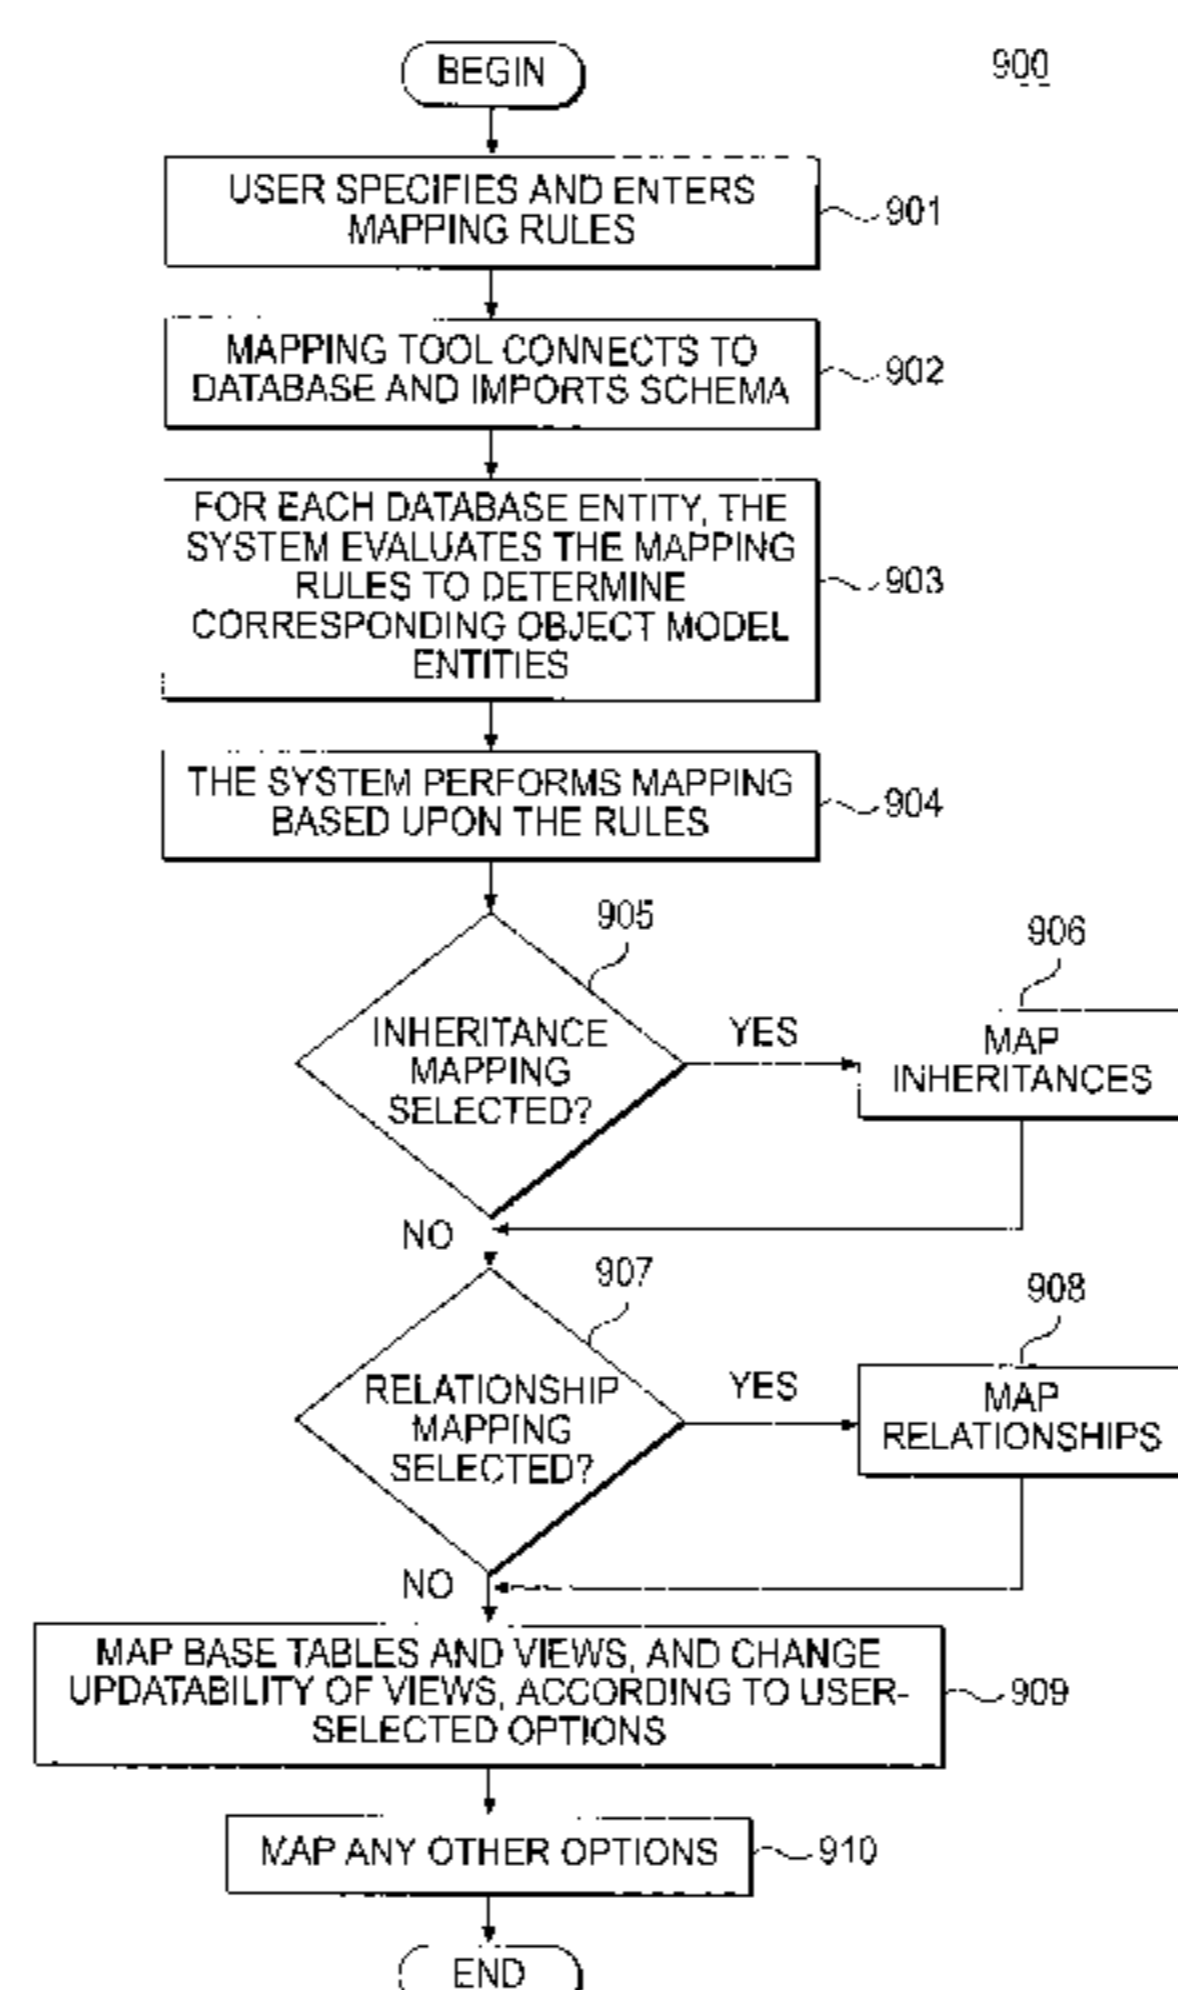 BEGIN
900
USER SPECIFIES AND ENTERS
MAPPING RULES
901
MAPPING TOOL CONNECTS TO
DATABASE AND IMPORTS SCHEMA
902
FOR EACH DATABASE ENTITY, THE
SYSTEM EVALUATES THE MAPPING
RULES TO DETERMINE
CORRESPONDING OBJECT MODEL
ENTITIES
903
THE SYSTEM PERFORMS MAPPING
BASED UPON THE RULES
904
905
INHERITANCE
MAPPING
SELECTED?
YES
906
MAP
INHERITANCES
NO
907
RELATIONSHIP
MAPPING
SELECTED?
YES
908
MAP
RELATIONSHIPS
NO
MAP BASE TABLES AND VIEWS, AND CHANGE
UPDATABILITY OF VIEWS, ACCORDING TO USER-
SELECTED OPTIONS
909
MAP ANY OTHER OPTIONS
910
END